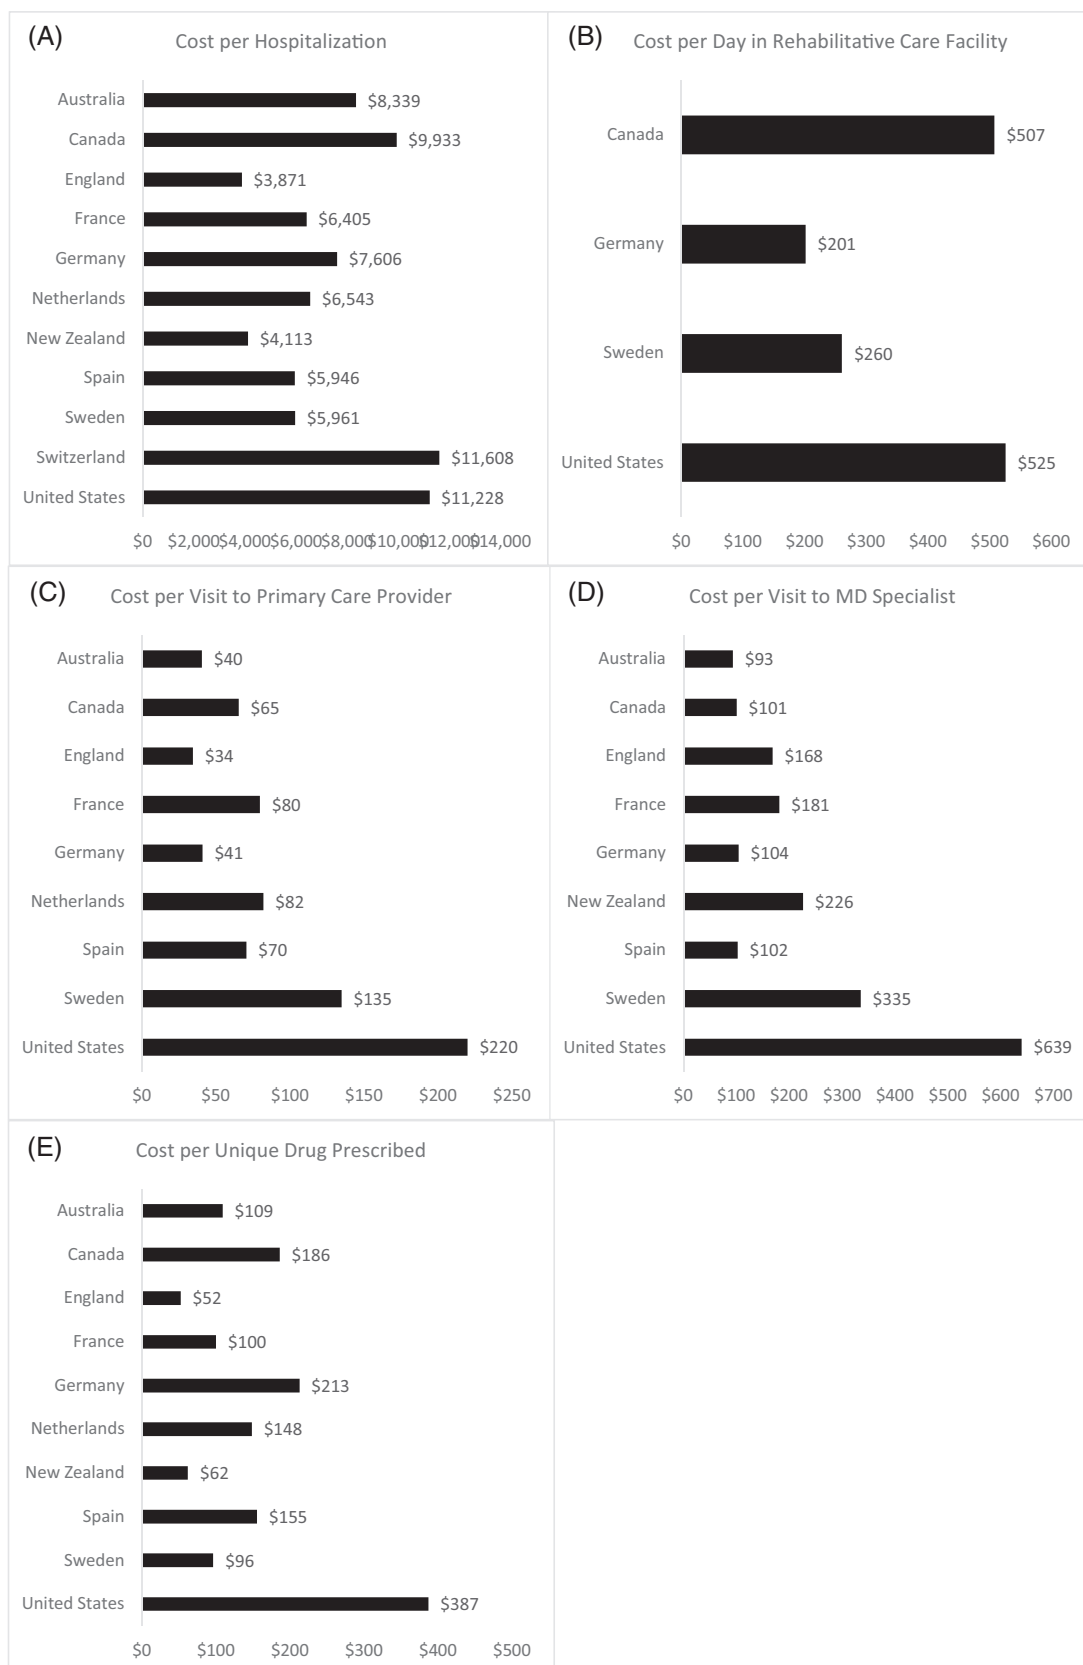 (A) Cost per Hospitalization
Australia $8,339
Canada $9,933
England $3,871
France $6,405
Germany $7,606
Netherlands $6,543
New Zealand $4,113
Spain $5,946
Sweden $5,961
Switzerland $11,608
United States $11,228
$0 $2,000 $4,000 $6,000 $8,000 $10,000 $12,000 $14,000
(B) Cost per Day in Rehabilitative Care Facility
Canada $507
Germany $201
Sweden $260
United States $525
$0 $100 $200 $300 $400 $500 $600
(C) Cost per Visit to Primary Care Provider
Australia $40
Canada $65
England $34
France $80
Germany $41
Netherlands $82
Spain $70
Sweden $135
United States $220
$0 $50 $100 $150 $200 $250
(D) Cost per Visit to MD Specialist
Australia $93
Canada $101
England $168
France $181
Germany $104
New Zealand $226
Spain $102
Sweden $335
United States $639
$0 $100 $200 $300 $400 $500 $600 $700
(E) Cost per Unique Drug Prescribed
Australia $109
Canada $186
England $52
France $100
Germany $213
Netherlands $148
New Zealand $62
Spain $155
Sweden $96
United States $387
$0 $100 $200 $300 $400 $500